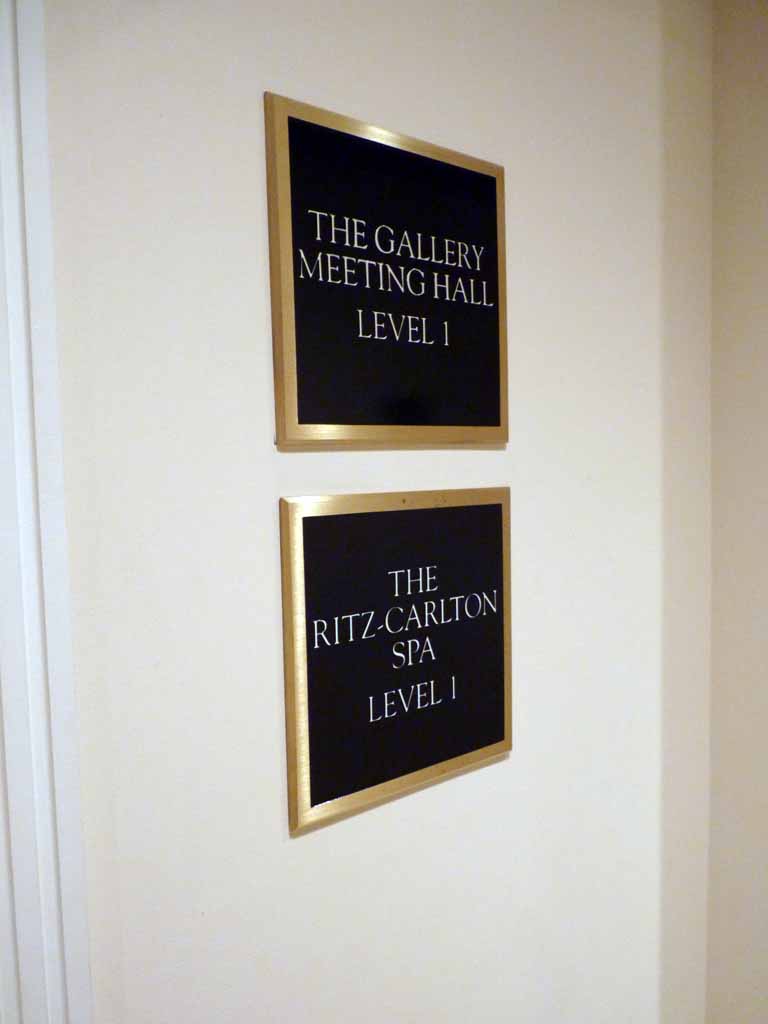 THE GALLERY
MEETING HALL
LEVEL 1
THE
RITZ-CARLTON
SPA
LEVEL 1